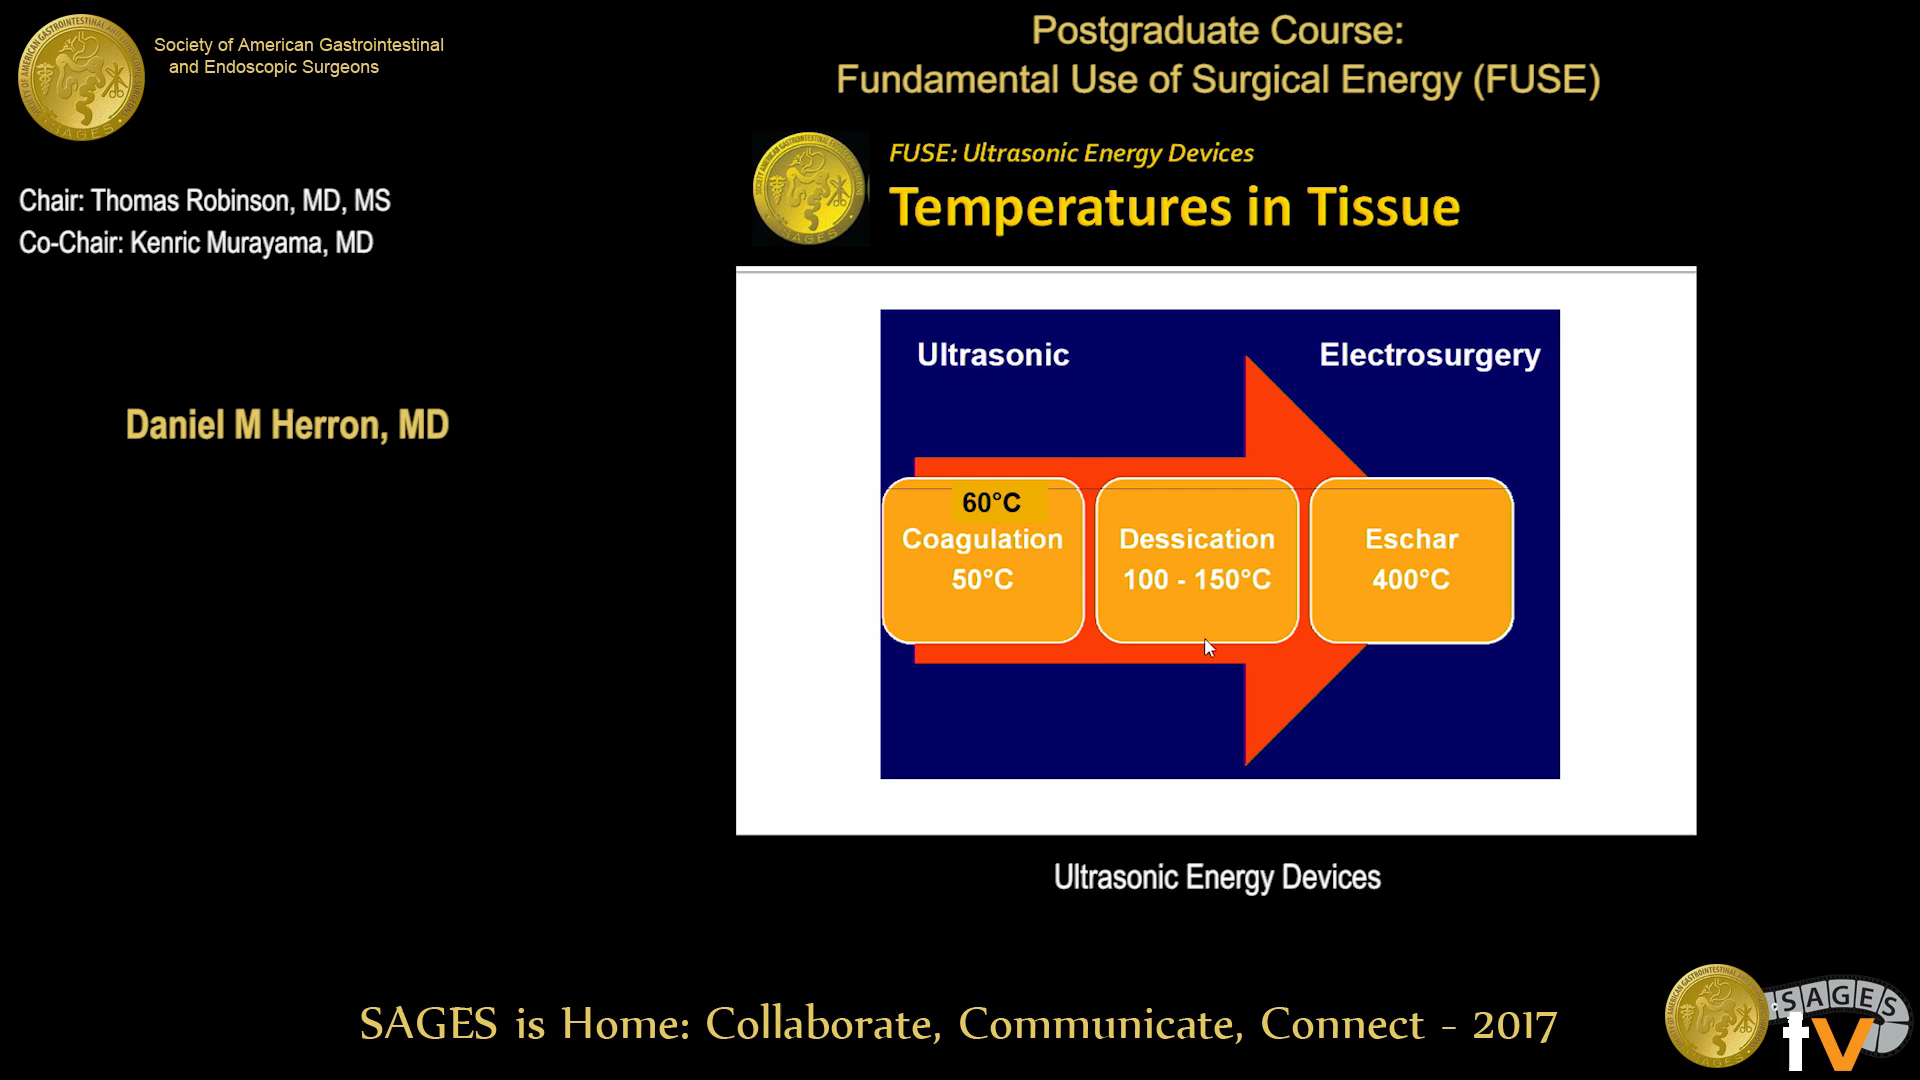 Society of American Gastrointestinal
and Endoscopic Surgeons
Postgraduate Course:
Fundamental Use of Surgical Energy (FUSE)
Chair: Thomas Robinson, MD, MS
Co-Chair: Kenric Murayama, MD
Daniel M Herron, MD
FUSE: Ultrasonic Energy Devices
Temperatures in Tissue
Ultrasonic
Electrosurgery
60°C
Coagulation
50°C
Dessication
100 - 150°C
Eschar
400°C
Ultrasonic Energy Devices
SAGES is Home: Collaborate, Communicate, Connect - 2017
SAGES
tv